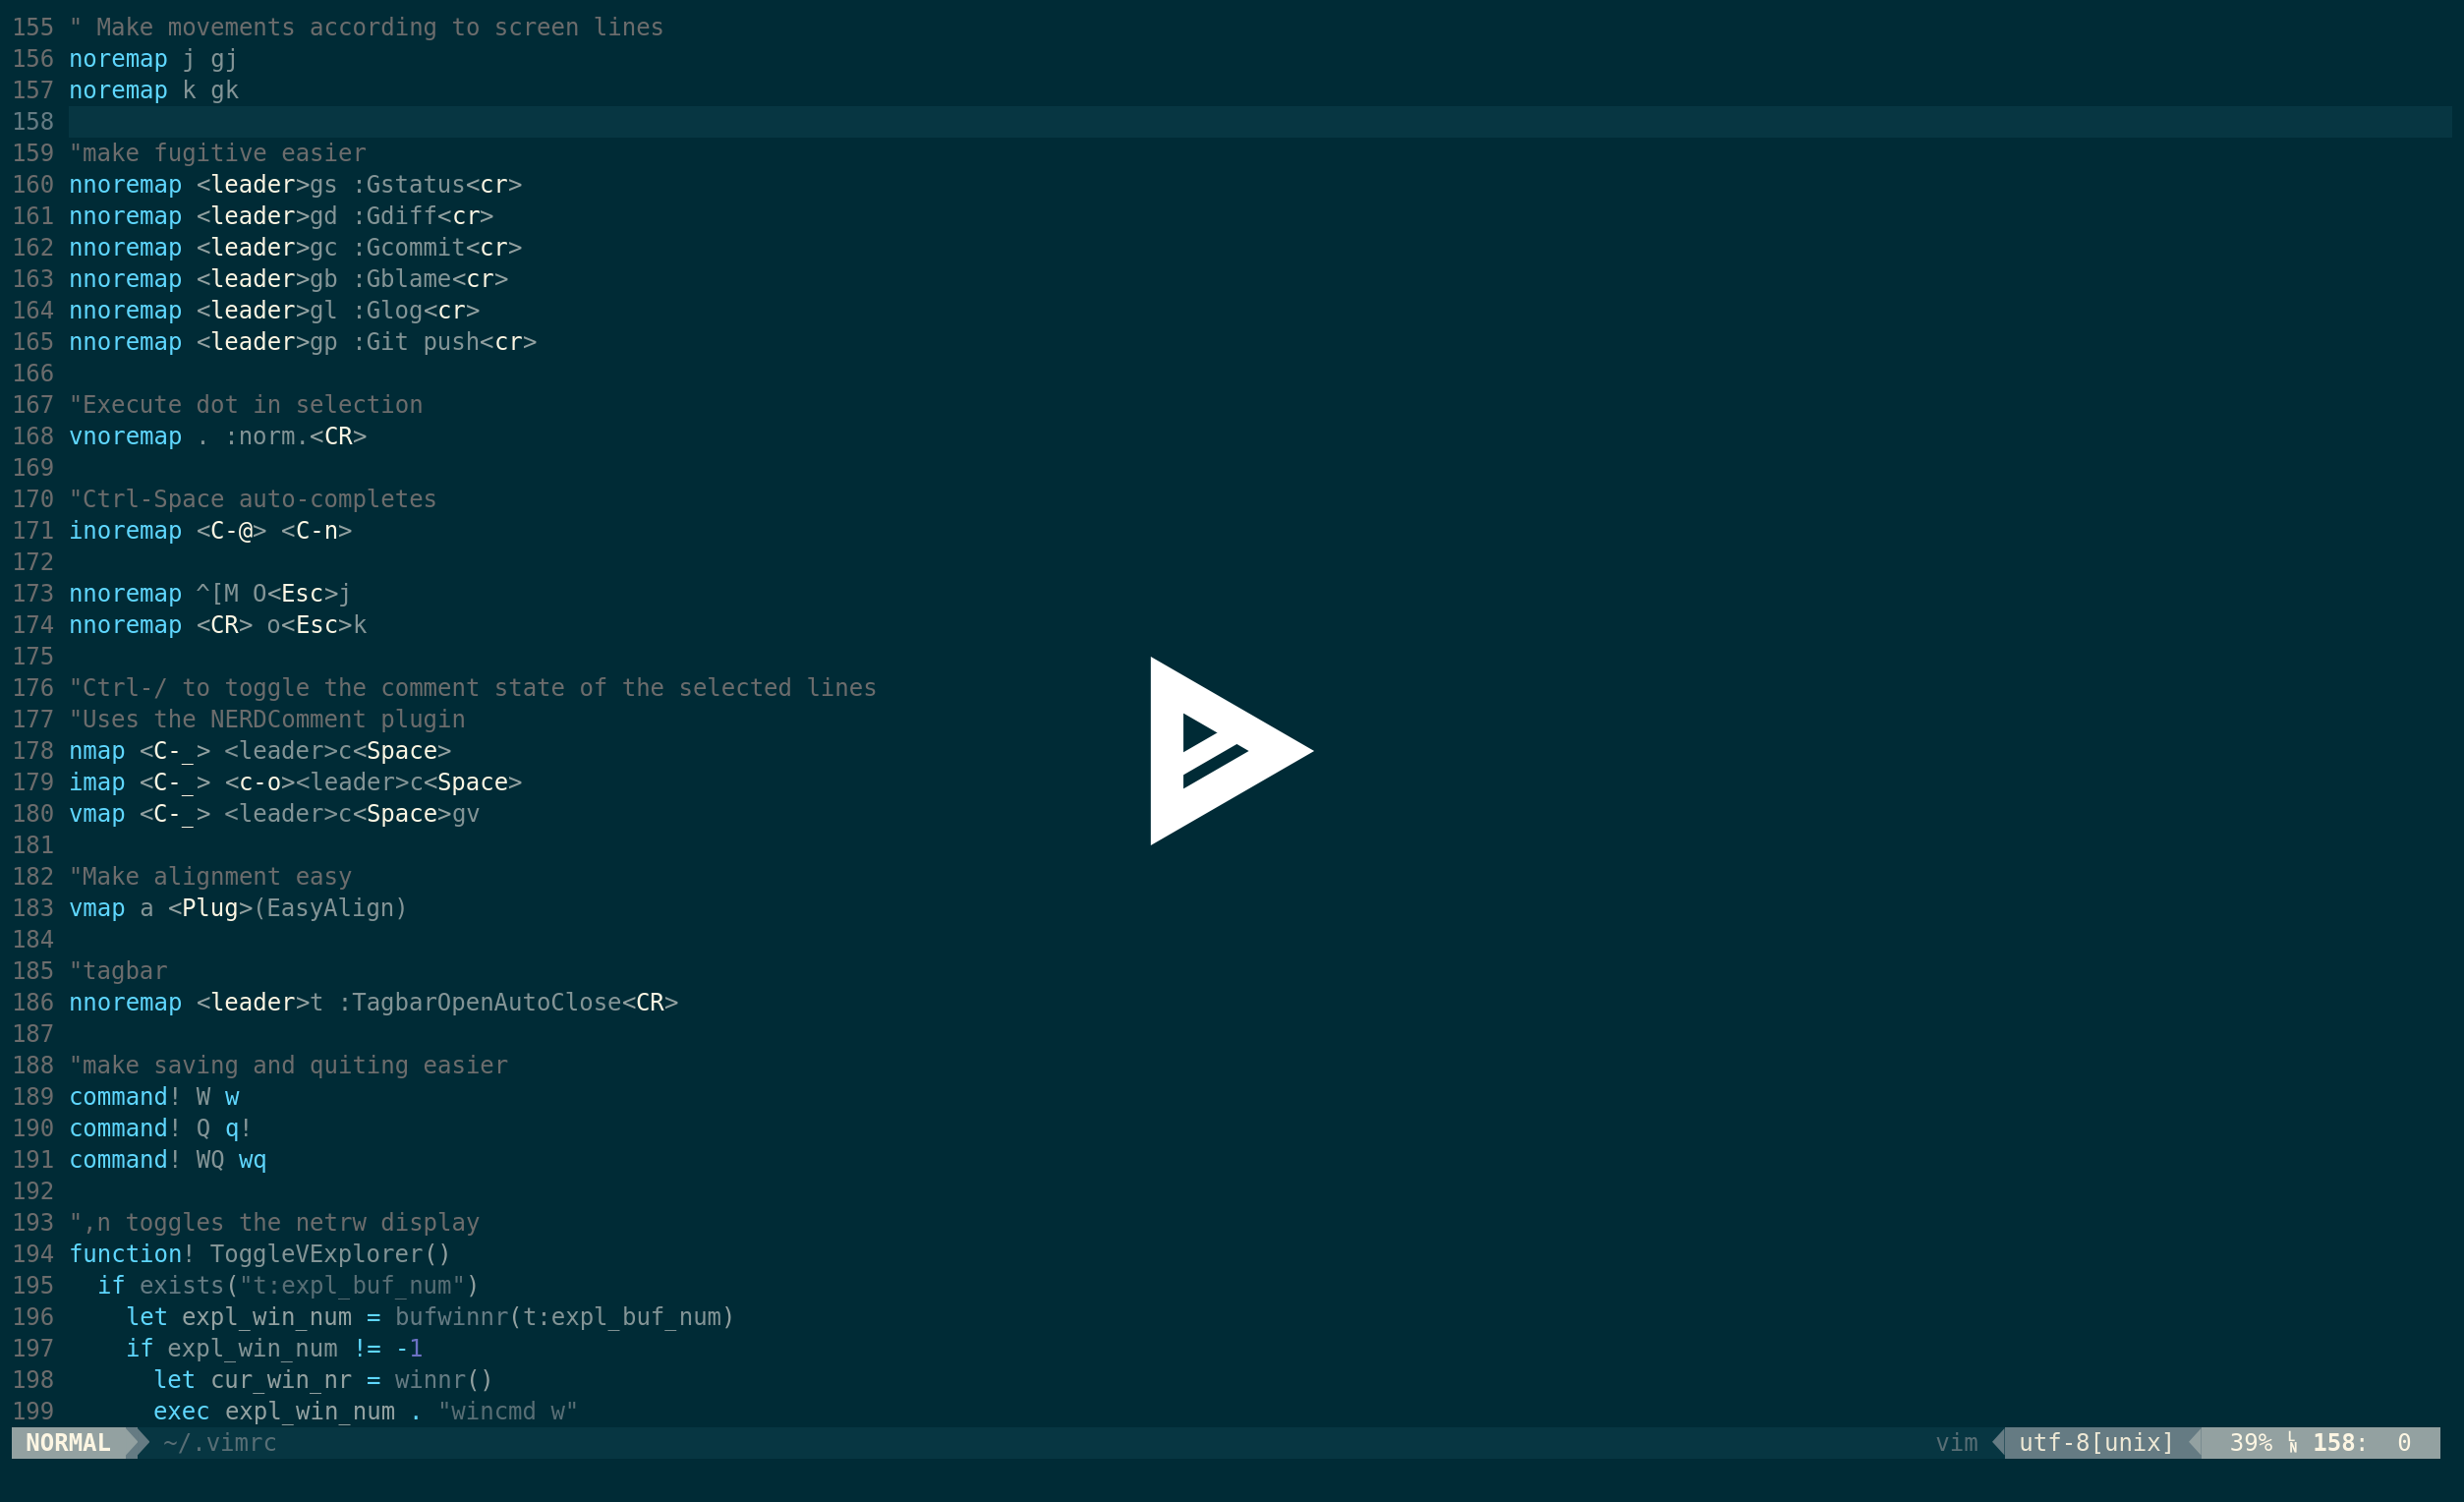 155 " Make movements according to screen lines
156 noremap j gj
157 noremap k gk
158
159 "make fugitive easier
160 nnoremap <leader>gs :Gstatus<cr>
161 nnoremap <leader>gd :Gdiff<cr>
162 nnoremap <leader>gc :Gcommit<cr>
163 nnoremap <leader>gb :Gblame<cr>
164 nnoremap <leader>gl :Glog<cr>
165 nnoremap <leader>gp :Git push<cr>
166
167 "Execute dot in selection
168 vnoremap . :norm.<CR>
169
170 "Ctrl-Space auto-completes
171 inoremap <C-@> <C-n>
172
173 nnoremap ^[M O<Esc>j
174 nnoremap <CR> o<Esc>k
175
176 "Ctrl-/ to toggle the comment state of the selected lines
177 "Uses the NERDComment plugin
178 nmap <C-_> <leader>c<Space>
179 imap <C-_> <c-o><leader>c<Space>
180 vmap <C-_> <leader>c<Space>gv
181
182 "Make alignment easy
183 vmap a <Plug>(EasyAlign)
184
185 "tagbar
186 nnoremap <leader>t :TagbarOpenAutoClose<CR>
187
188 "make saving and quiting easier
189 command! W w
190 command! Q q!
191 command! WQ wq
192
193 ",n toggles the netrw display
194 function! ToggleVExplorer()
195   if exists("t:expl_buf_num")
196     let expl_win_num = bufwinnr(t:expl_buf_num)
197     if expl_win_num != -1
198       let cur_win_nr = winnr()
199       exec expl_win_num . "wincmd w"
NORMAL ~/.vimrc vim utf-8[unix] 39% LN 158: 0